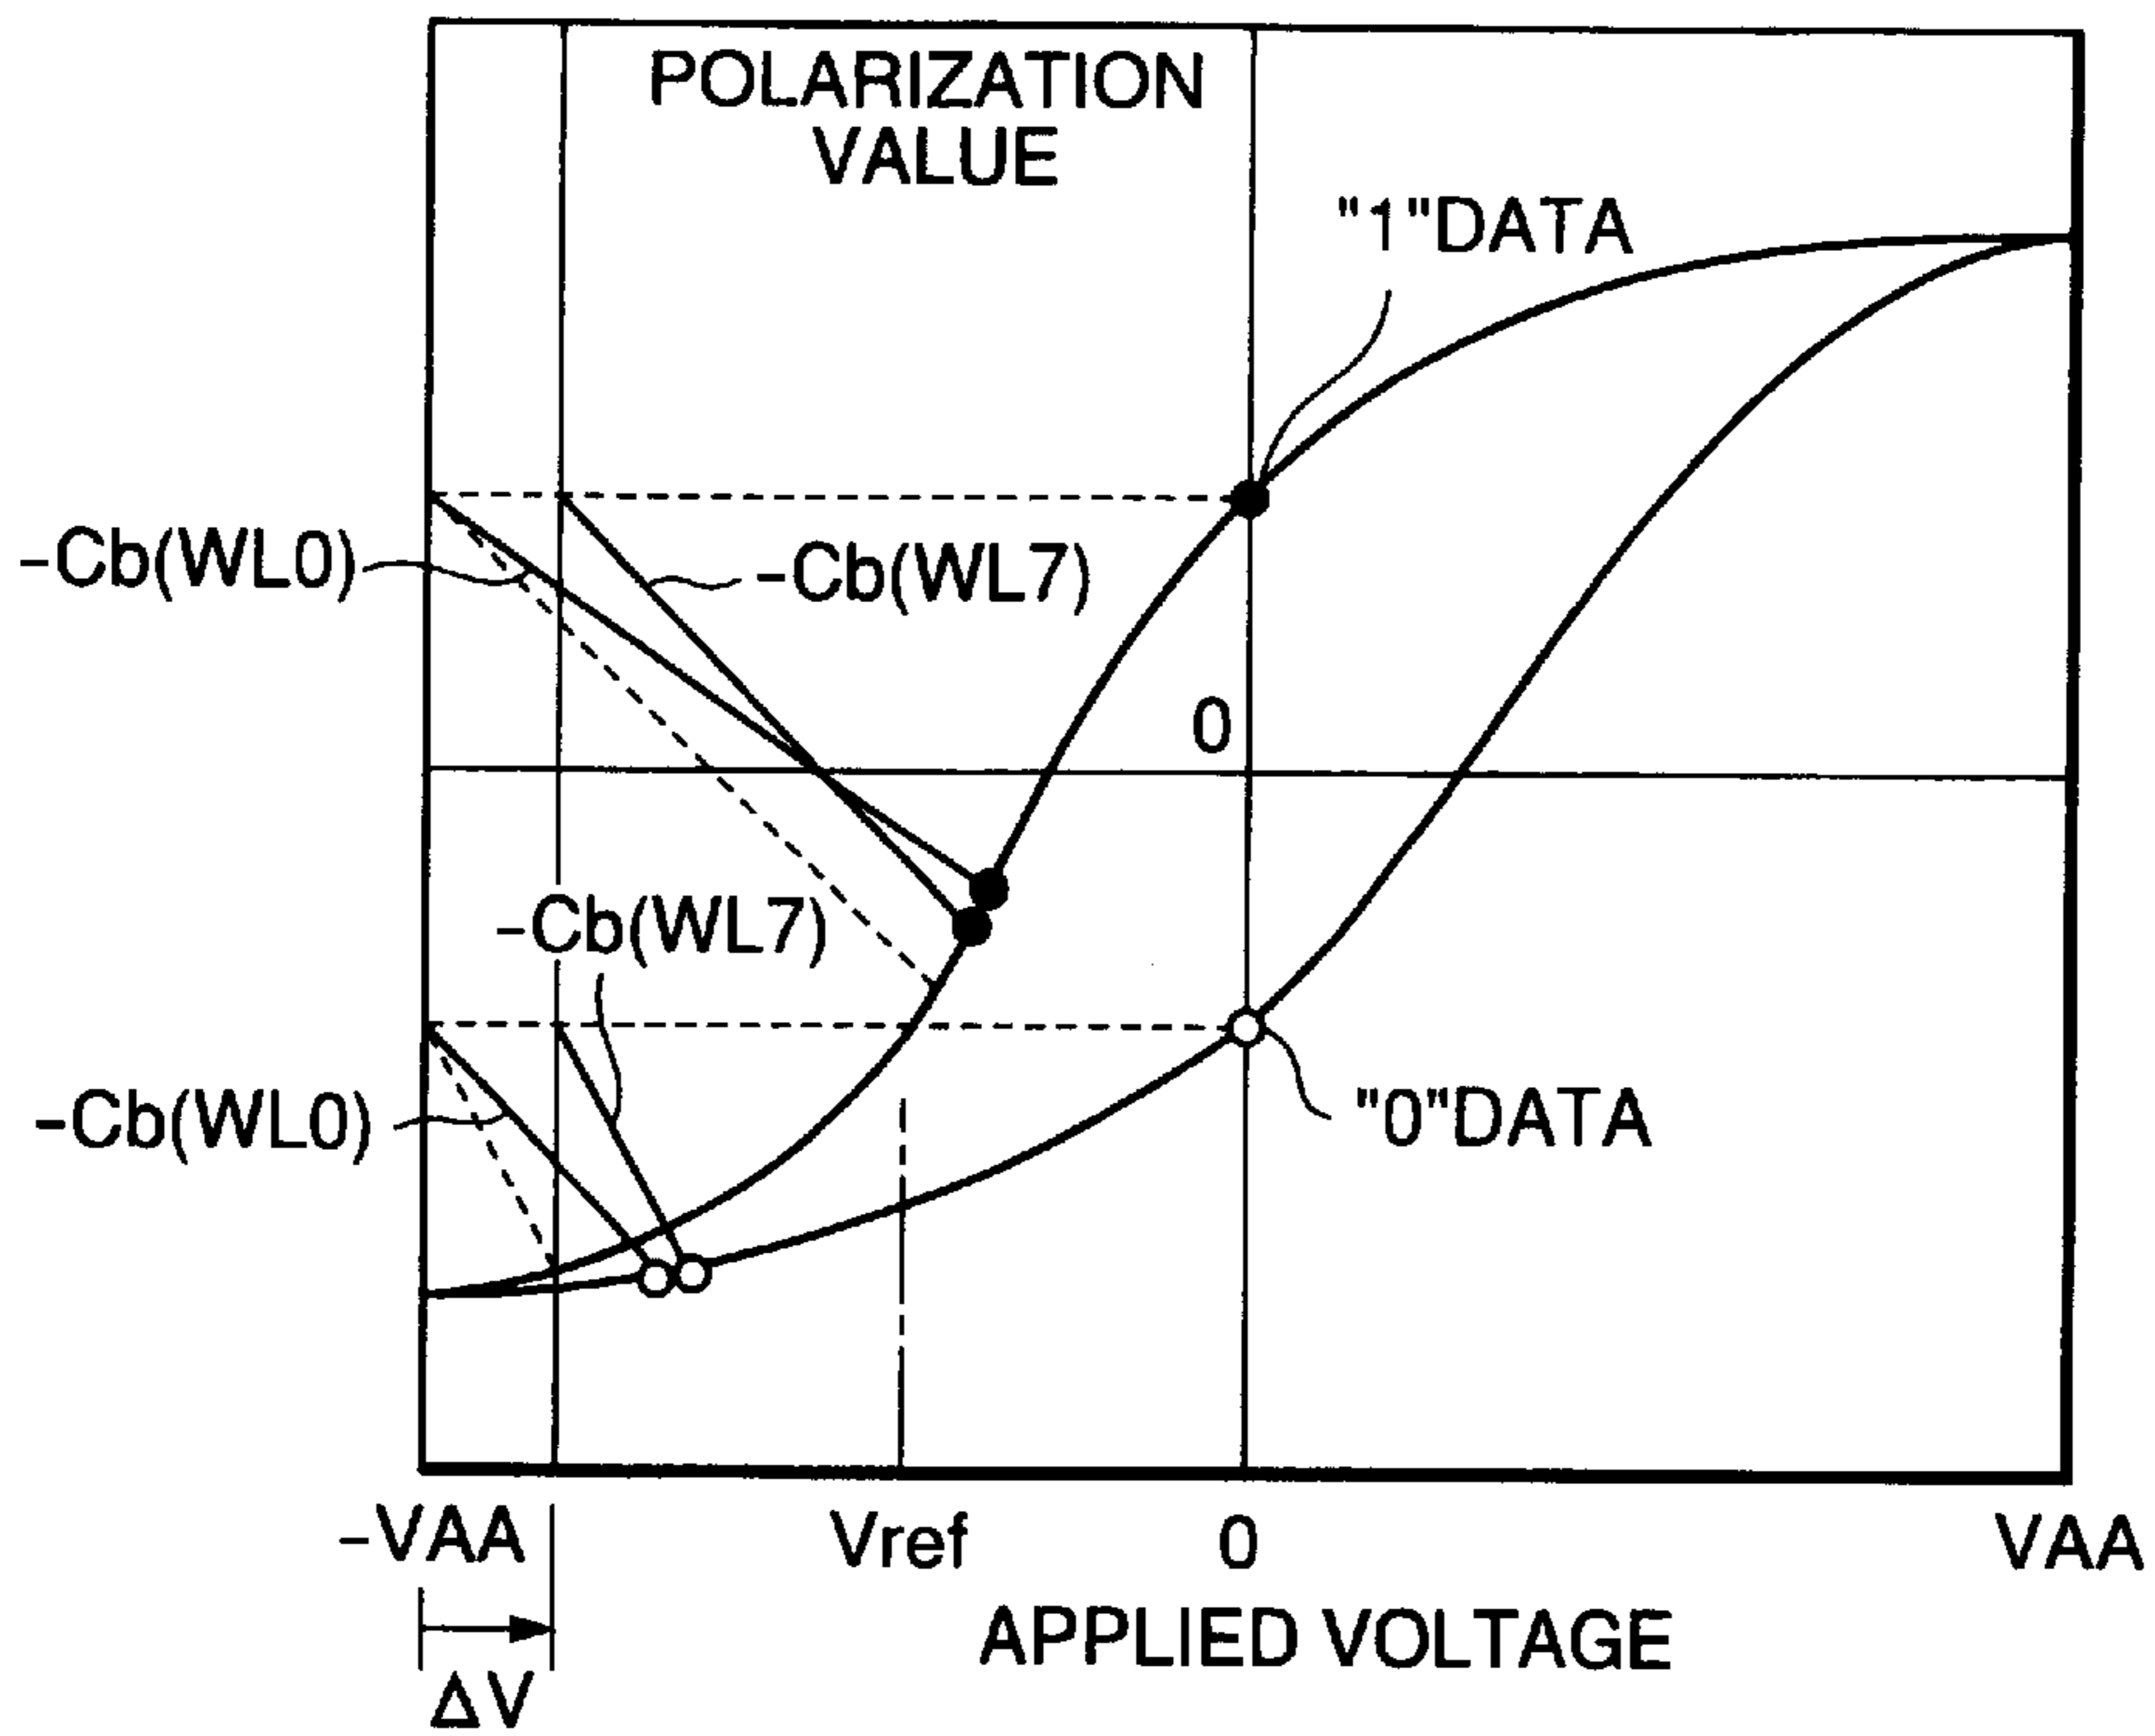 POLARIZATION
VALUE
"1"DATA
-Cb(WL0)
-Cb(WL7)
0
-Cb(WL7)
-Cb(WL0)
"0"DATA
-VAA
Vref
0
VAA
APPLIED VOLTAGE
ΔV